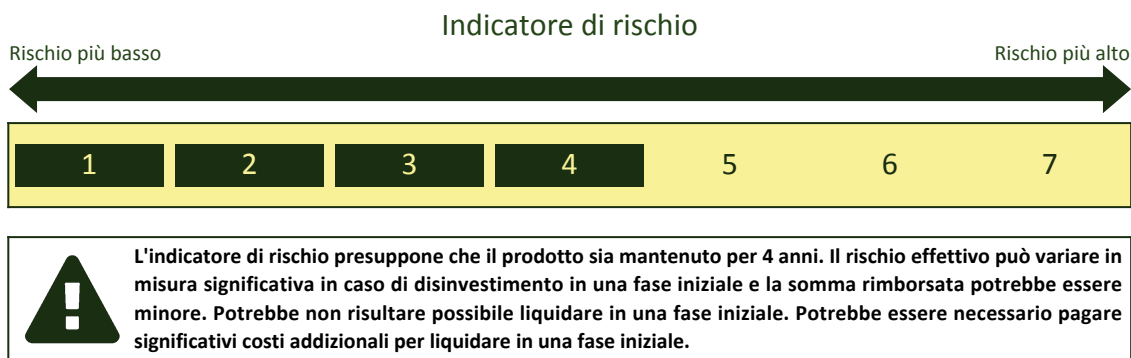 Indicatore di rischio
Rischio più basso
Rischio più alto
1 2 3 4 5 6 7
L'indicatore di rischio presuppone che il prodotto sia mantenuto per 4 anni. Il rischio effettivo può variare in
misura significativa in caso di disinvestimento in una fase iniziale e la somma rimborsata potrebbe essere
minore. Potrebbe non risultare possibile liquidare in una fase iniziale. Potrebbe essere necessario pagare
significativi costi addizionali per liquidare in una fase iniziale.